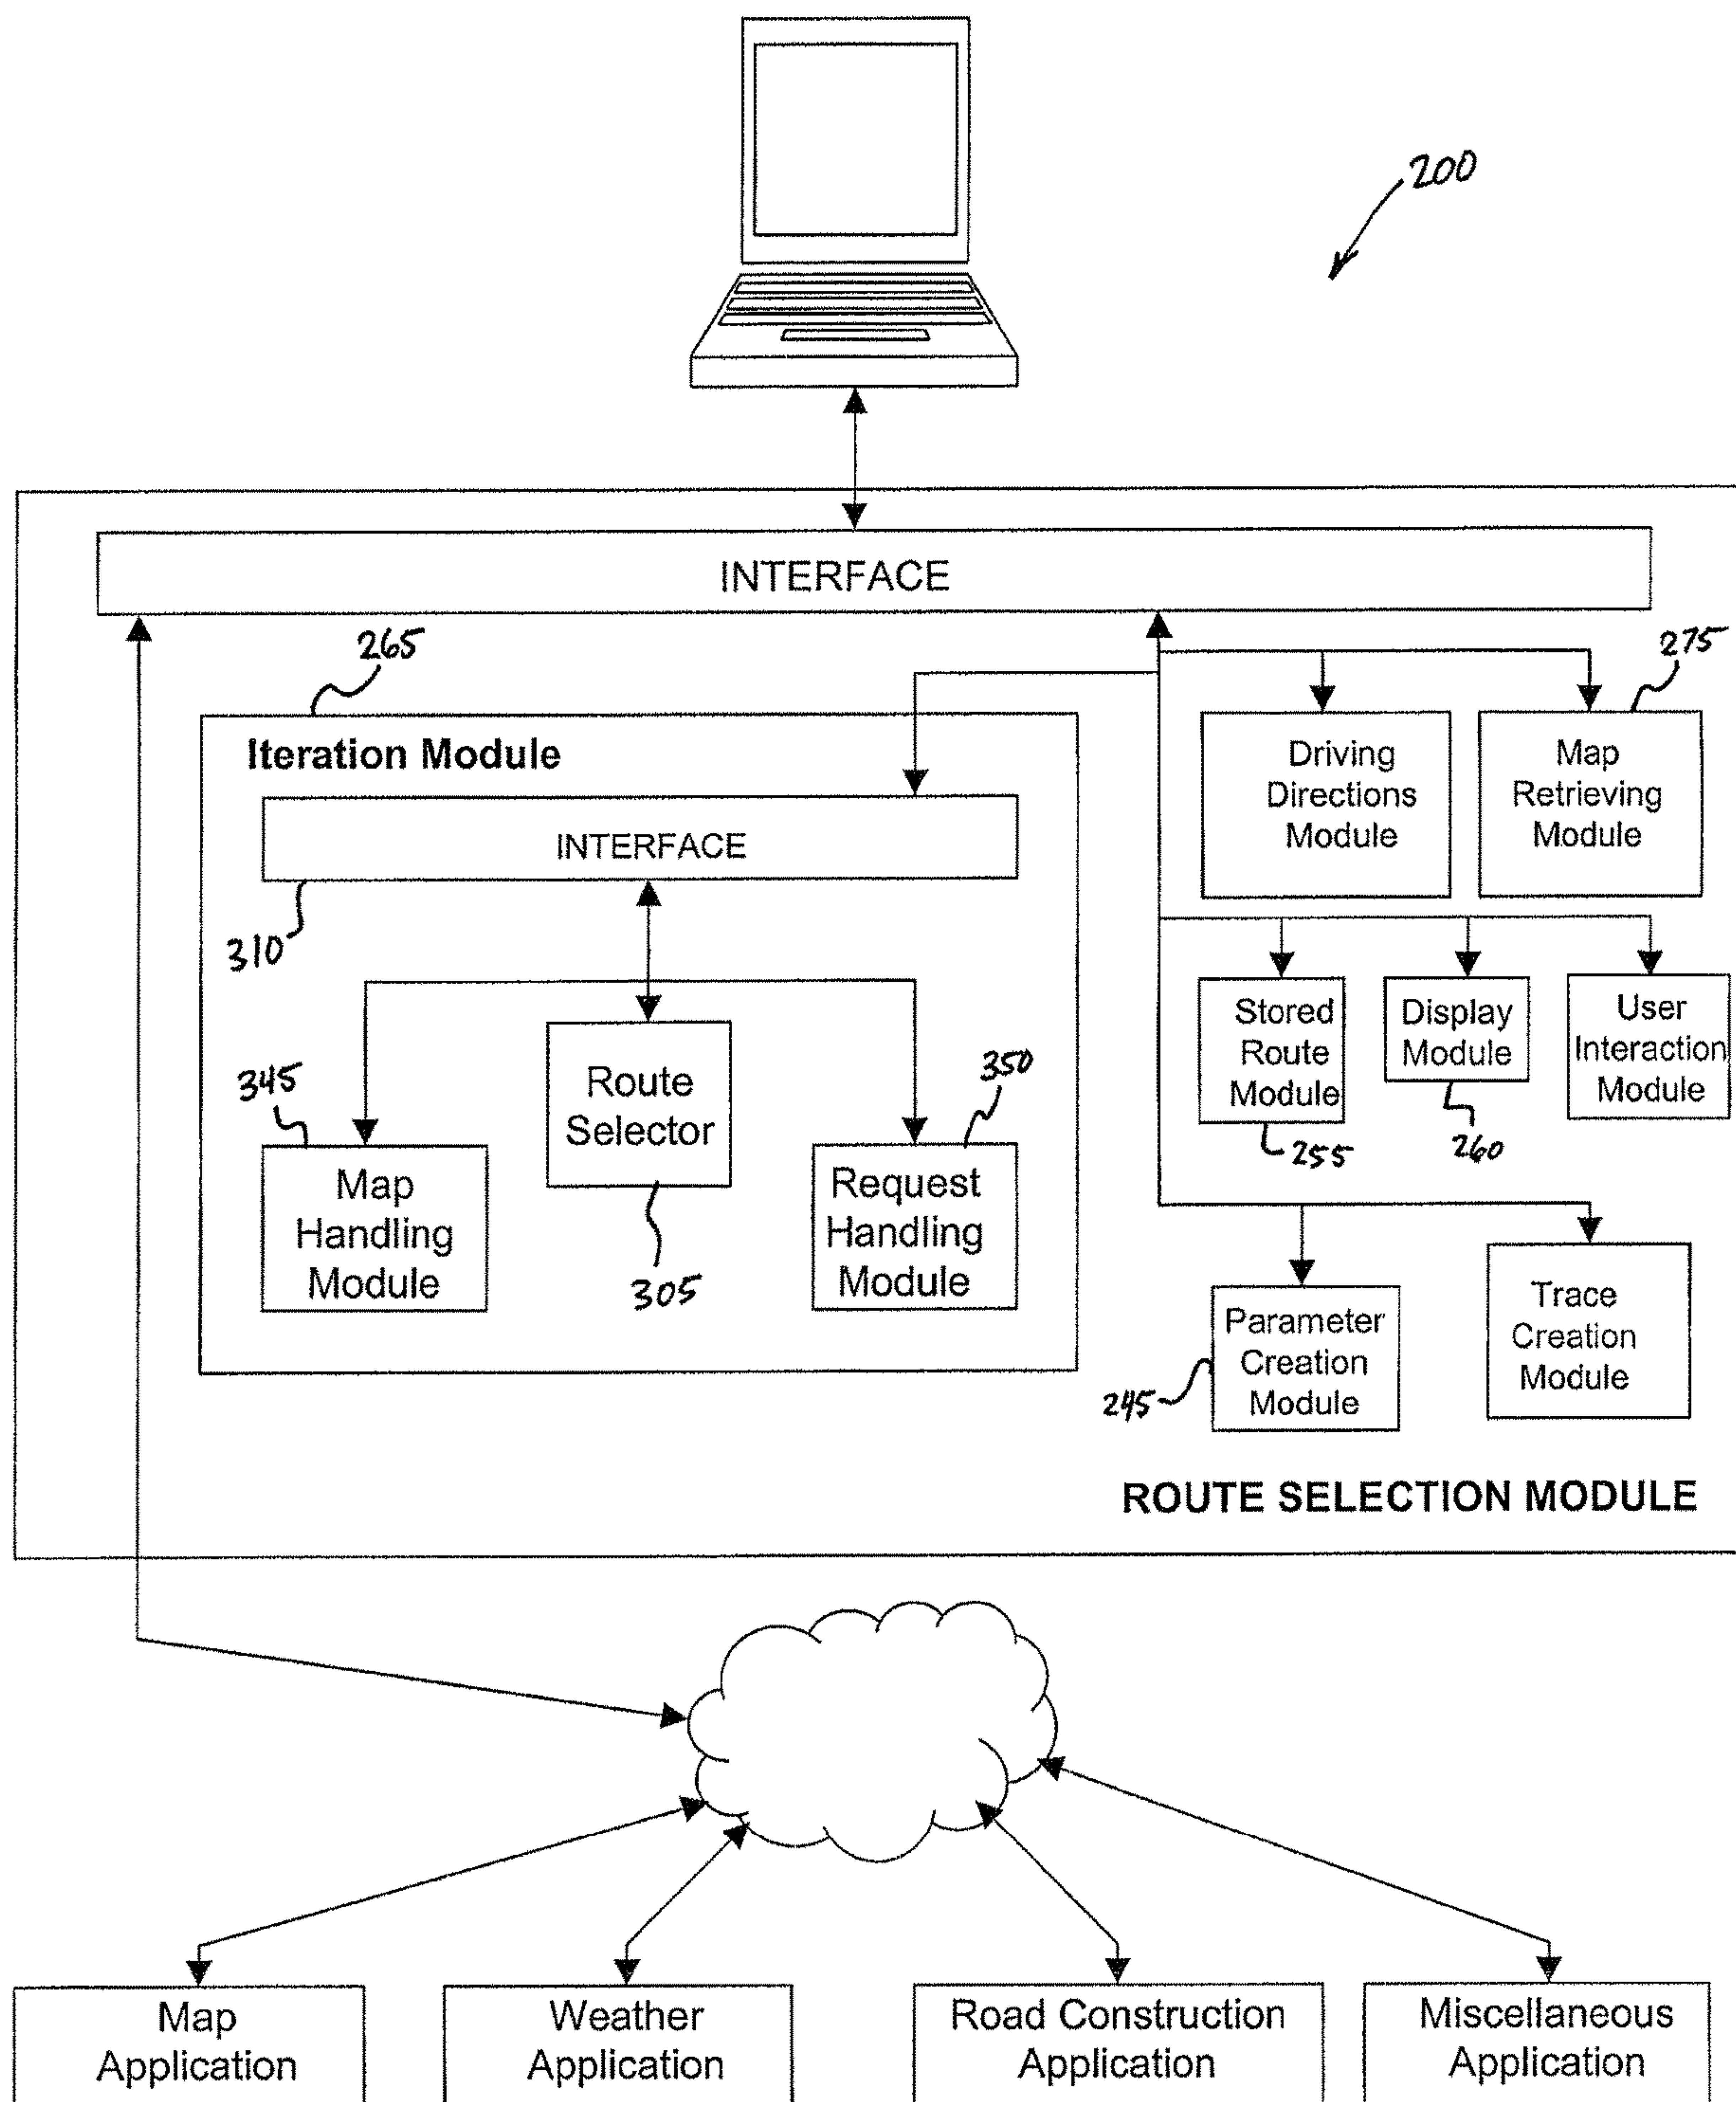 200
INTERFACE
265
275
Iteration Module
Driving
Directions
Module
Map
Retrieving
Module
INTERFACE
310
Stored
Route
Module
Display
Module
User
Interaction
Module
255
260
345
Route
Selector
350
Map
Handling
Module
305
Request
Handling
Module
Parameter
Creation
Module
Trace
Creation
Module
245
ROUTE SELECTION MODULE
Map
Application
Weather
Application
Road Construction
Application
Miscellaneous
Application